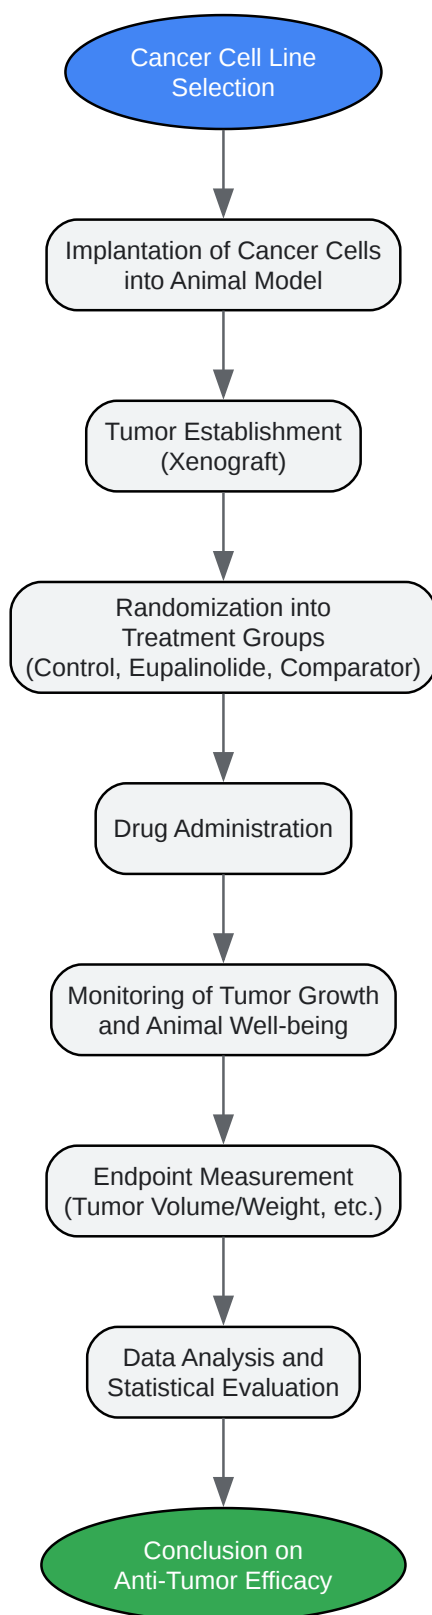 Cancer Cell Line
Selection
Implantation of Cancer Cells
into Animal Model
Tumor Establishment
(Xenograft)
Randomization into
Treatment Groups
(Control, Eupalinolide, Comparator)
Drug Administration
Monitoring of Tumor Growth
and Animal Well-being
Endpoint Measurement
(Tumor Volume/Weight, etc.)
Data Analysis and
Statistical Evaluation
Conclusion on
Anti-Tumor Efficacy